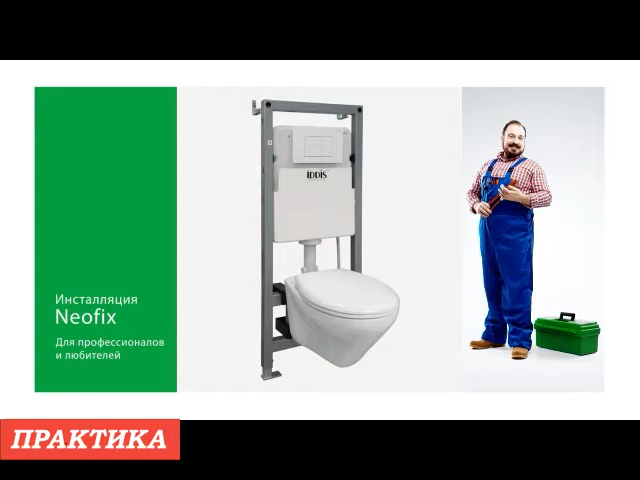 IDDIS
Инсталляция
Neofix
Для профессионалов
и любителей
ПРАКТИКА